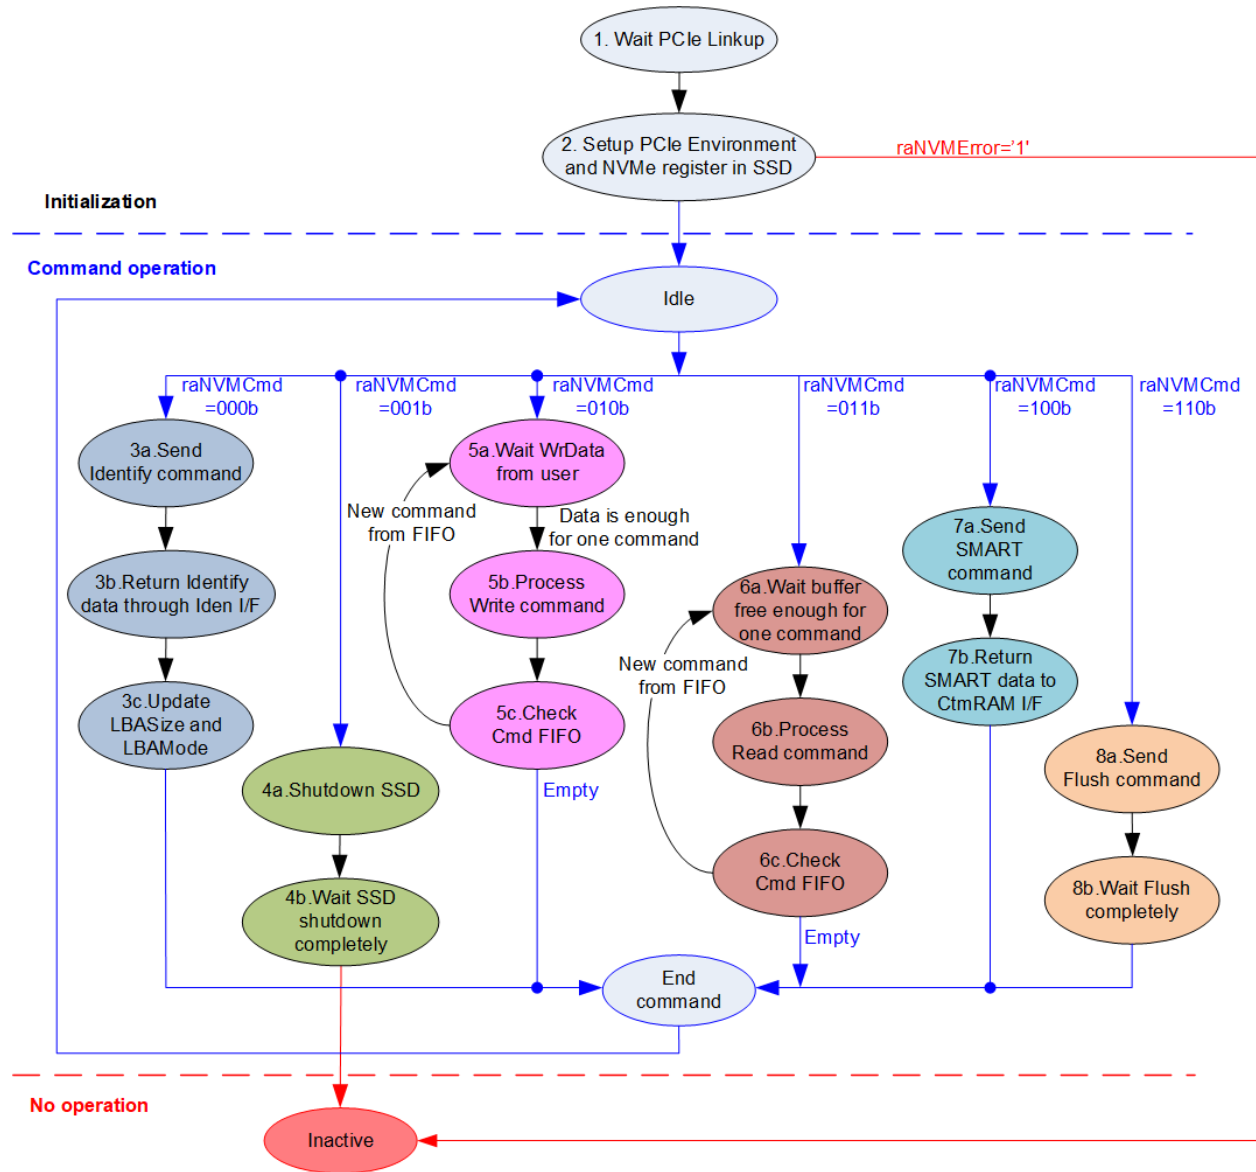 1. Wait PCIe Linkup
2. Setup PCIe Environment
and NVMe register in SSD
raNVMError='1'
Initialization
Command operation
Idle
raNVMCmd
=000b
raNVMCmd
=001b
raNVMCmd
=010b
raNVMCmd
=011b
raNVMCmd
=100b
raNVMCmd
=110b
3a.Send
Identify command
3b.Return Identify
data through Iden I/F
3c.Update
LBASize and
LBAMode
4a.Shutdown SSD
4b.Wait SSD
shutdown
completely
5a.Wait WrData
from user
New command
from FIFO
Data is enough
for one command
5b.Process
Write command
5c.Check
Cmd FIFO
Empty
6a.Wait buffer
free enough for
one command
New command
from FIFO
6b.Process
Read command
6c.Check
Cmd FIFO
Empty
7a.Send
SMART
command
7b.Return
SMART data to
CtmRAM I/F
8a.Send
Flush command
8b.Wait Flush
completely
End
command
No operation
Inactive